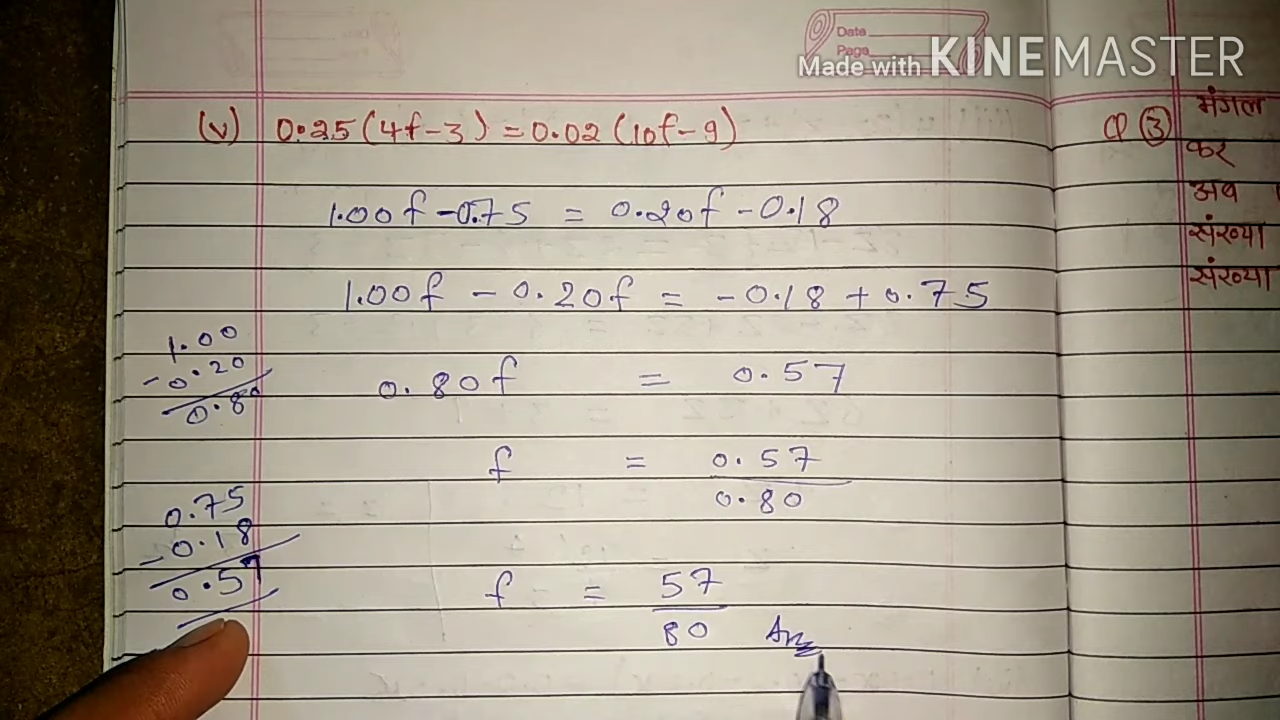 Date
Page
Made with KINEMASTER
(v) 0.25(4f-3) = 0.02(10f-9)
1.00f-0.75 = 0.20f-0.18
1.00f - 0.20f = -0.18 + 0.75
1.00
-0.20
0.80
0.80f = 0.57
f = 0.57
0.80
0.75
-0.18
0.57
f = 57
80 Ans
Q ③ मंगल
कर
अब
संख्या
संख्या